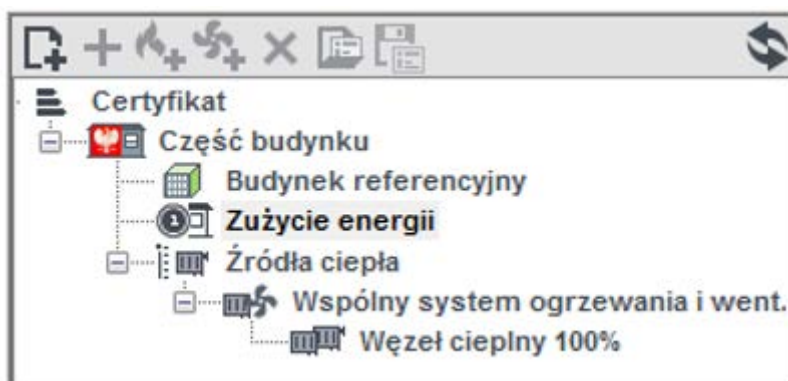 Certyfikat
Część budynku
Budynek referencyjny
Zużycie energii
Źródła ciepła
Wspólny system ogrzewania i went.
Węzeł cieplny 100%